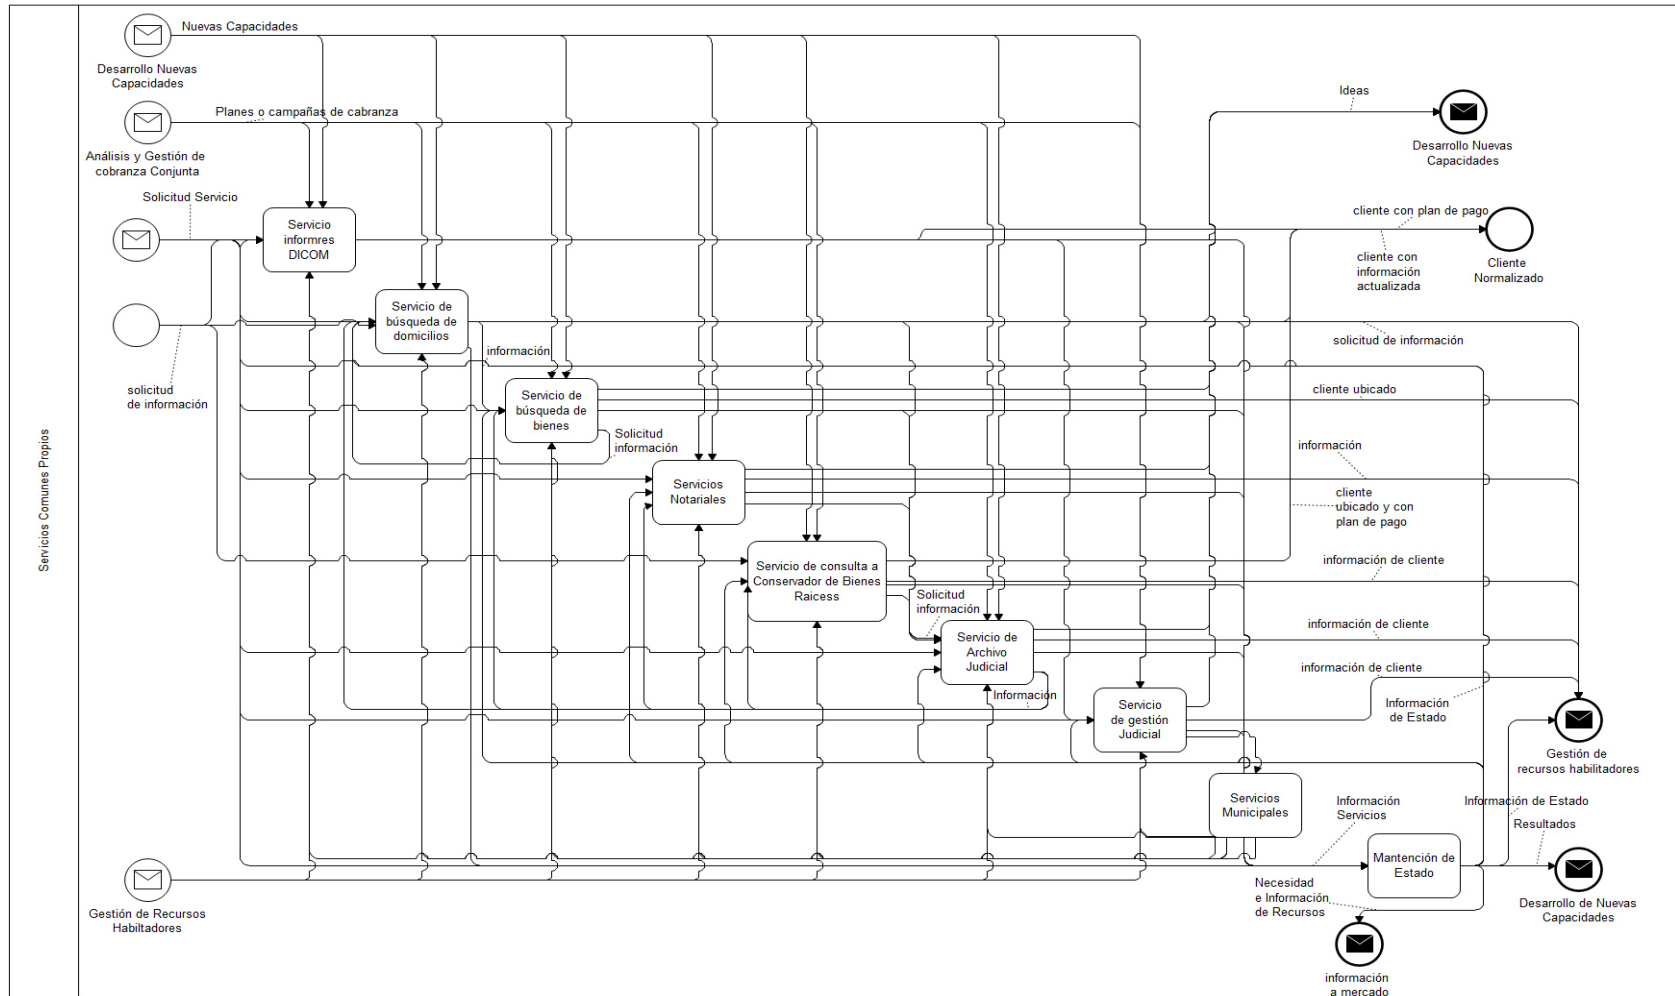 Servicios Comunes Propios
Nuevas Capacidades
Desarrollo Nuevas
Capacidades
Planes o campañas de cabranza
Análisis y Gestión de
cobranza Conjunta
Solicitud Servicio
solicitud
de información
Servicio
informres
DICOM
Servicio de
búsqueda de
domicilios
información
Servicio de
búsqueda de
bienes
Solicitud
información
Servicios
Notariales
Servicio de consulta a
Conservador de Bienes
Raicess
Solicitud
información
Servicio de
Archivo
Judicial
Información
Servicio
de gestión
Judicial
Servicios
Municipales
Mantención de
Estado
Ideas
Desarrollo Nuevas
Capacidades
cliente con plan de pago
cliente con
información
actualizada
Cliente
Normalizado
solicitud de información
cliente ubicado
información
cliente
ubicado y con
plan de pago
información de cliente
información de cliente
información de cliente
Información
de Estado
Gestión de
recursos habilitadores
Información
Servicios
Información de Estado
Resultados
Desarrollo de Nuevas
Capacidades
Necesidad
e Información
de Recursos
información
a mercado
Gestión de Recursos
Habiltadores